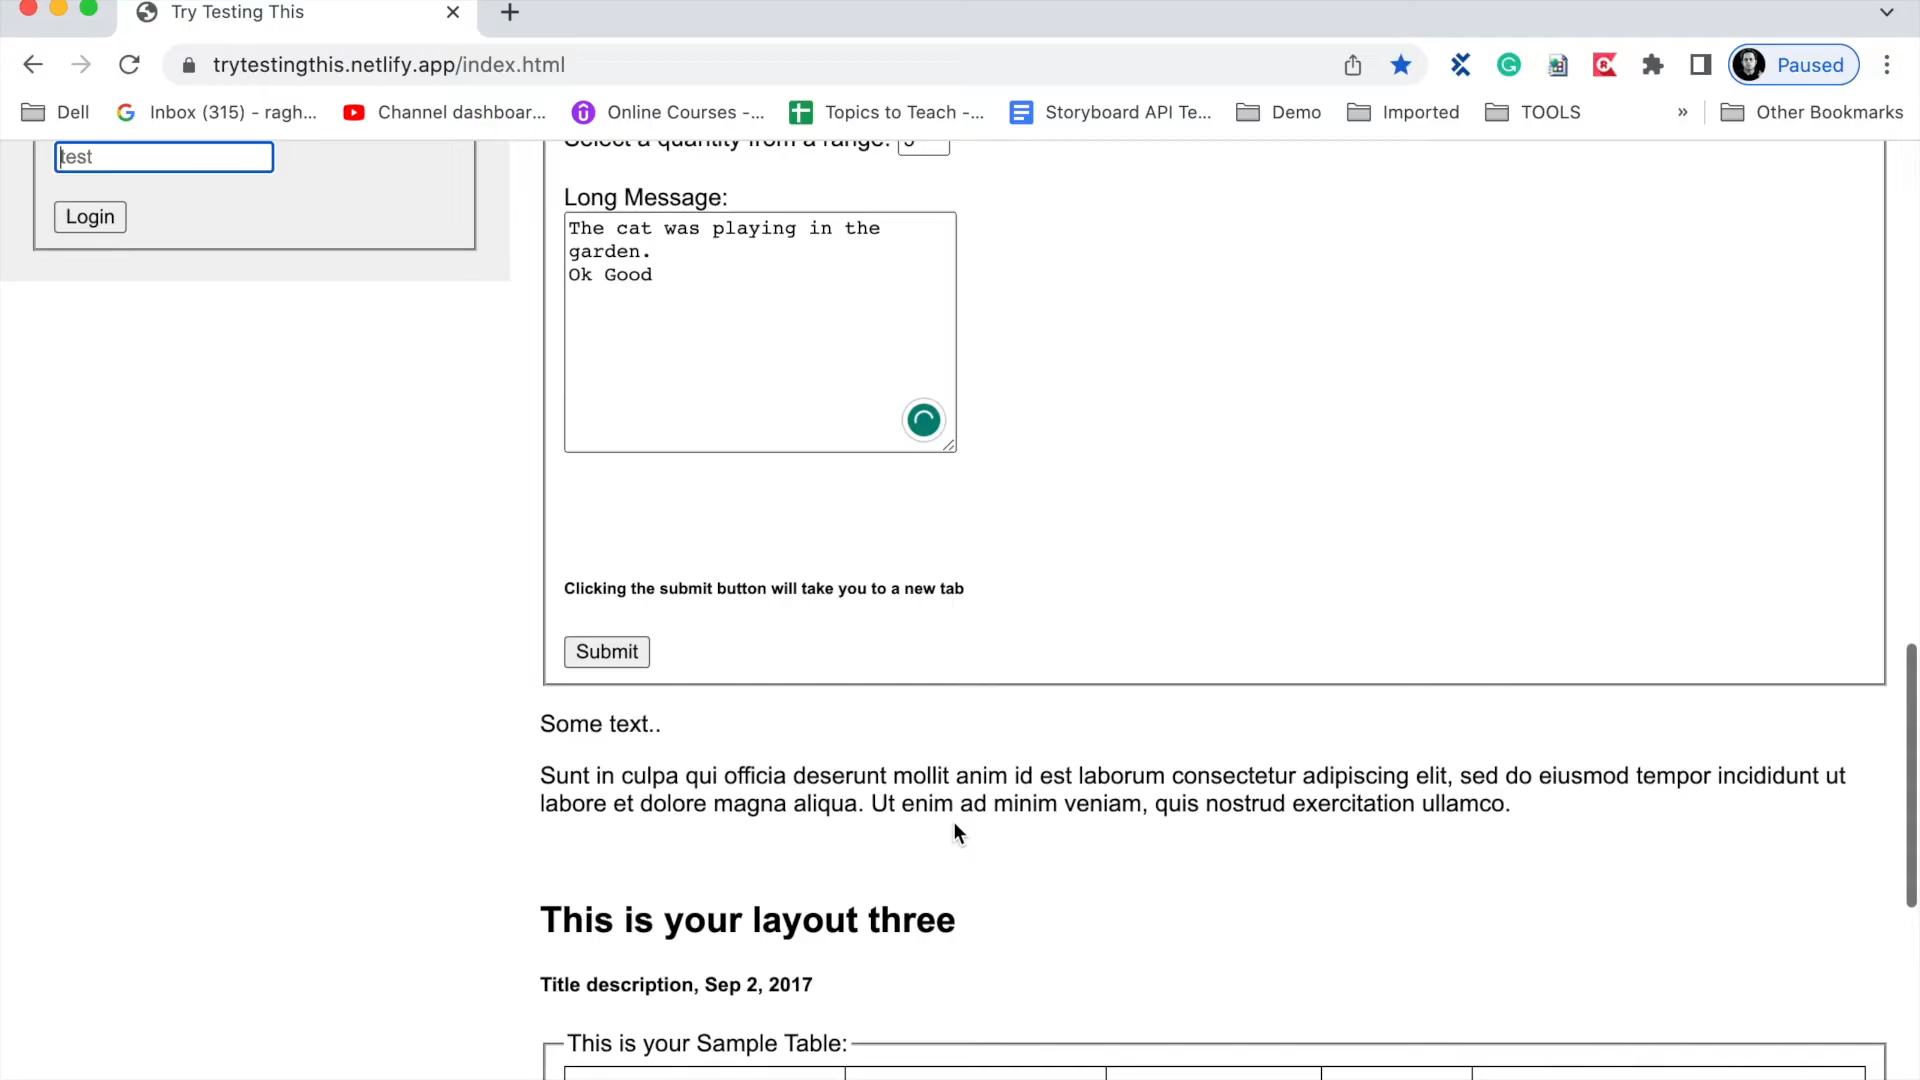 Try Testing This
trytestingthis.netlify.app/index.html
Paused
Dell
Inbox (315) - ragh...
Channel dashboar...
Online Courses -...
Topics to Teach -...
Storyboard API Te...
Demo
Imported
TOOLS
»
Other Bookmarks
test
Login
Select a quantity from a range:
Long Message:
The cat was playing in the
garden.
Ok Good
Clicking the submit button will take you to a new tab
Submit
Some text..
Sunt in culpa qui officia deserunt mollit anim id est laborum consectetur adipiscing elit, sed do eiusmod tempor incididunt ut
labore et dolore magna aliqua. Ut enim ad minim veniam, quis nostrud exercitation ullamco.
This is your layout three
Title description, Sep 2, 2017
This is your Sample Table: